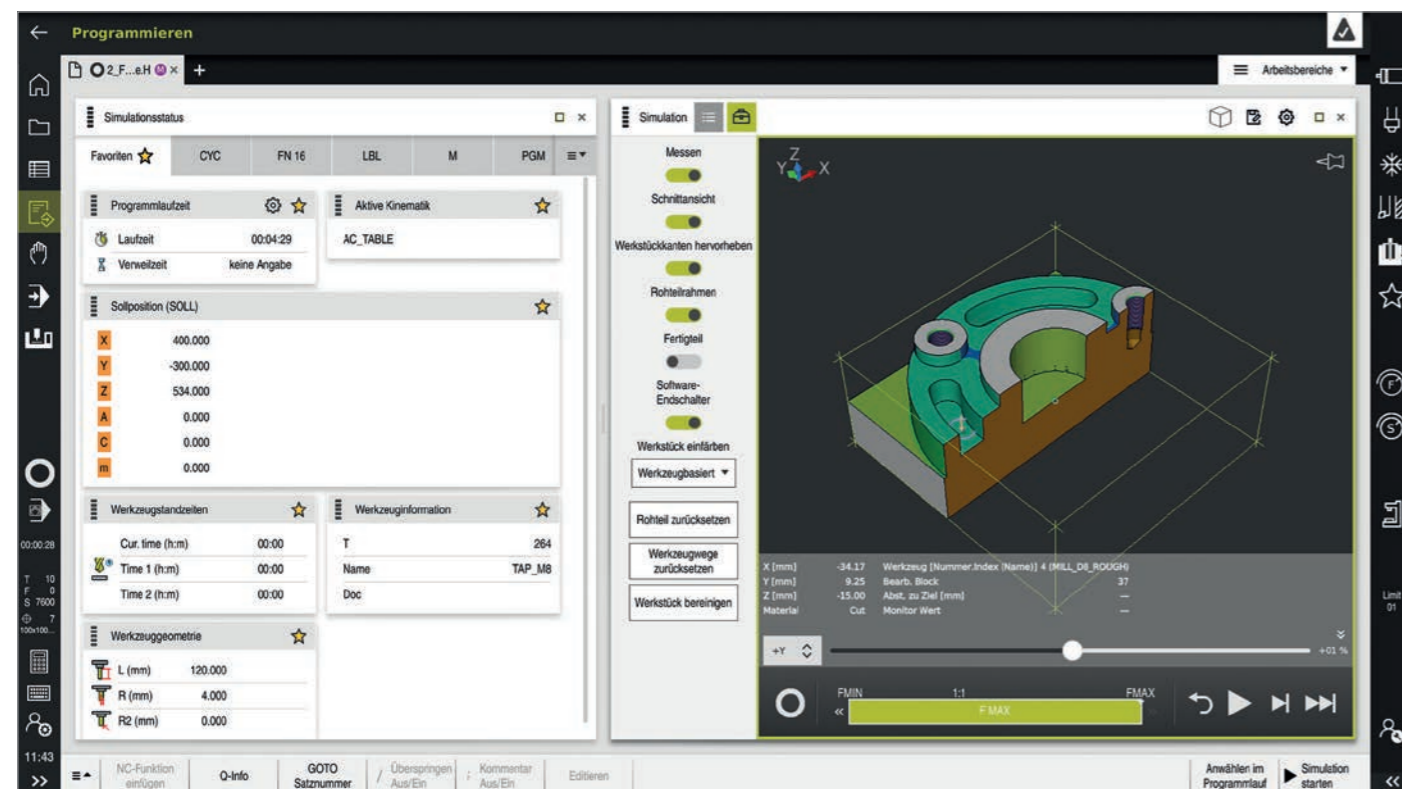 Programmieren
2_F...e.H M × +
Arbeitsbereiche
Simulationsstatus
Favoriten CYC FN 16 LBL M PGM
Programmlaufzeit
Laufzeit 00:04:29
Verweilzeit keine Angabe
Aktive Kinematik
AC_TABLE
Sollposition (SOLL)
X 400.000
Y -300.000
Z 534.000
A 0.000
C 0.000
m 0.000
Werkzeugstandzeiten
Cur. time (h:m) 00:00
Time 1 (h:m) 00:00
Time 2 (h:m) 00:00
Werkzeuginformation
T 264
Name TAP_M8
Doc
Werkzeuggeometrie
L (mm) 120.000
R (mm) 4.000
R2 (mm) 0.000
Simulation
Messen
Schnittansicht
Werkstückkanten hervorheben
Rohteilrahmen
Fertigteil
Software-
Endschalter
Werkstück einfärben
Werkzeugbasiert
Rohteil zurücksetzen
Werkzeugwege
zurücksetzen
Werkstück bereinigen
Z
Y X
X [mm] -34.17 Werkzeug [Nummer.Index (Name)] 4 (MILL_D8_ROUGH)
Y [mm] 9.25 Bearb. Block 37
Z [mm] -15.00 Abst. zu Ziel [mm] —
Material Cut Monitor Wert —
+Y +01 %
FMIN 1:1 FMAX
F MAX
00:00:28
T 10
F 0
S 7600
7
100x100...
11:43
F
S
Limit
01
NC-Funktion
einfügen
Q-Info
GOTO
Satznummer
/ Überspringen
Aus/Ein
; Kommentar
Aus/Ein
Editieren
Anwählen im
Programmlauf
Simulation
starten